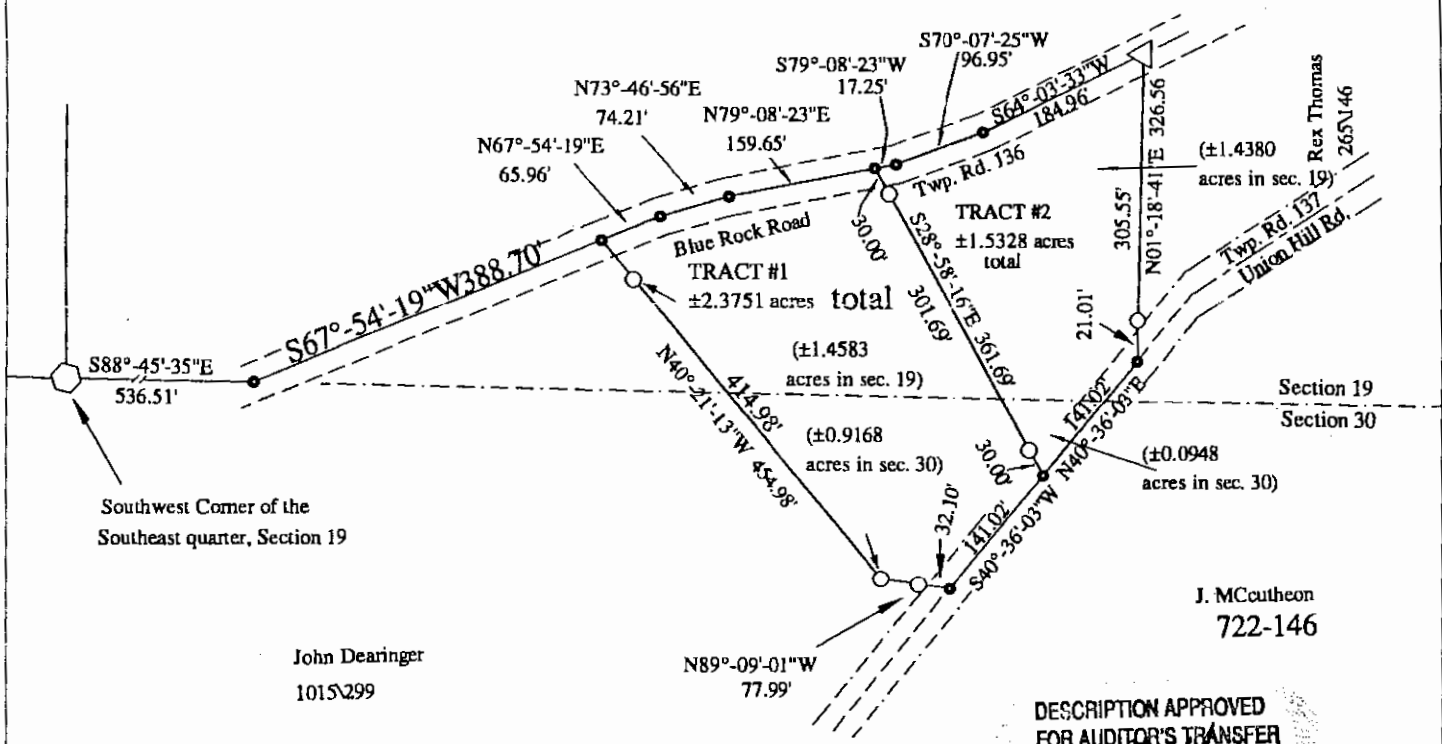 S70°-07'-25"W
96.95'
S79°-08'-23"W
17.25'
N73°-46'-56"E
74.21'
N79°-08'-23"E
159.65'
N67°-54'-19"E
65.96'
S64°-03'-33"W
184.96'
N01°-18'-41"E 326.56
305.55'
Rex Thomas
265\146
(±1.4380
acres in sec. 19)
Twp. Rd. 136
Blue Rock Road
30.00'
TRACT #2
±1.5328 acres
total
Twp. Rd. 137
Union Hill Rd.
S28°-58'-16"E 361.69'
301.69'
TRACT #1
±2.3751 acres total
S67°-54'-19"W388.70'
21.01'
S88°-45'-35"E
536.51'
(±1.4583
acres in sec. 19)
N40°-21'-13"W 454.98'
414.98'
141.02'
N40°-36'-03"E
Section 19
Section 30
(±0.9168
acres in sec. 30)
30.00'
(±0.0948
acres in sec. 30)
Southwest Corner of the
Southeast quarter, Section 19
32.10'
141.02'
S40°-36'-03"W
J. MCcutheon
722-146
John Dearinger
1015\299
N89°-09'-01"W
77.99'
DESCRIPTION APPROVED
FOR AUDITOR'S TRANSFER